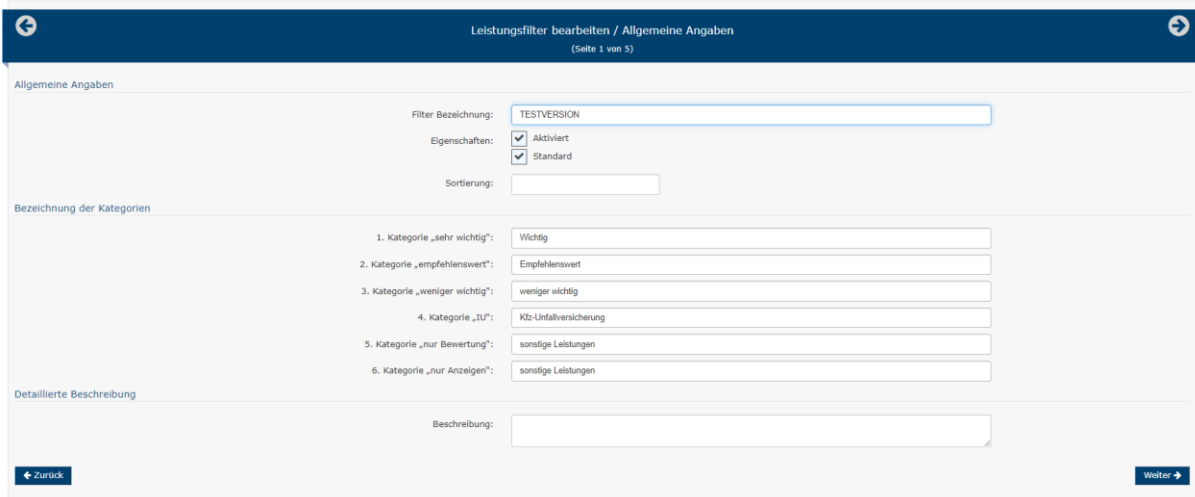 Leistungsfilter bearbeiten / Allgemeine Angaben
(Seite 1 von 5)
Allgemeine Angaben
Filter Bezeichnung: TESTVERSION
Eigenschaften: Aktiviert
Standard
Sortierung:
Bezeichnung der Kategorien
1. Kategorie „sehr wichtig": Wichtig
2. Kategorie „empfehlenswert": Empfehlenswert
3. Kategorie „weniger wichtig": weniger wichtig
4. Kategorie „IU": Kfz-Unfallversicherung
5. Kategorie „nur Bewertung": sonstige Leistungen
6. Kategorie „nur Anzeigen": sonstige Leistungen
Detaillierte Beschreibung
Beschreibung:
Zurück Weiter